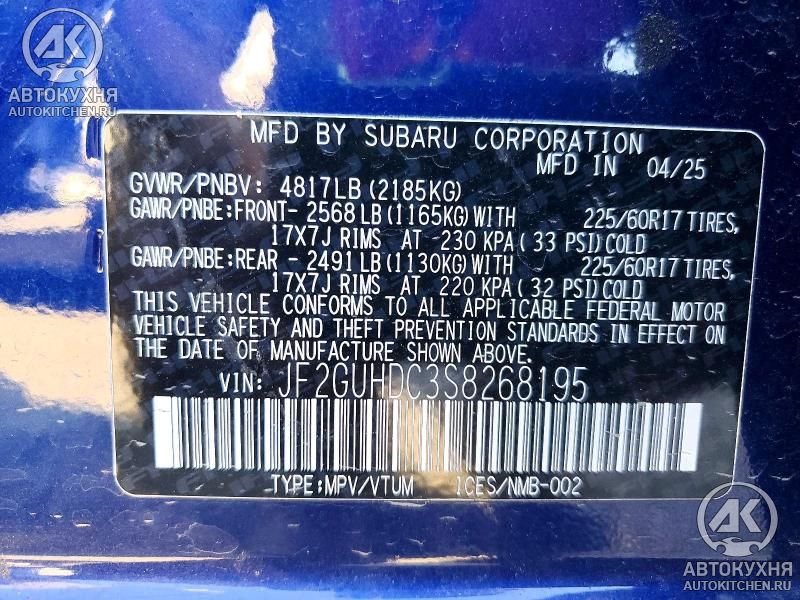 AK
АВТОКУХНЯ
AUTOKITCHEN.RU
MFD BY SUBARU CORPORATION
MFD IN 04/25
GVWR/PNBV: 4817LB (2185KG)
GAWR/PNBE:FRONT- 2568LB (1165KG)WITH 225/60R17 TIRES,
17X7J RIMS AT -230 KPA ( 33 PSI) COLD
GAWR/PNBE:REAR - 2491LB (1130KG)WITH 225/60R17 TIRES,
17X7J RIMS AT 220 KPA ( 32 PSI) COLD
THIS VEHICLE CONFORMS TO ALL APPLICABLE FEDERAL MOTOR
VEHICLE SAFETY AND THEFT PREVENTION STANDARDS IN EFFECT ON
THE DATE OF MANUFACTURE SHOWN ABOVE.
VIN: JF2GUHDC3S8268195
TYPE:MPV/VTUM ICES/NMB-002
AK
АВТОКУХНЯ
AUTOKITCHEN.RU